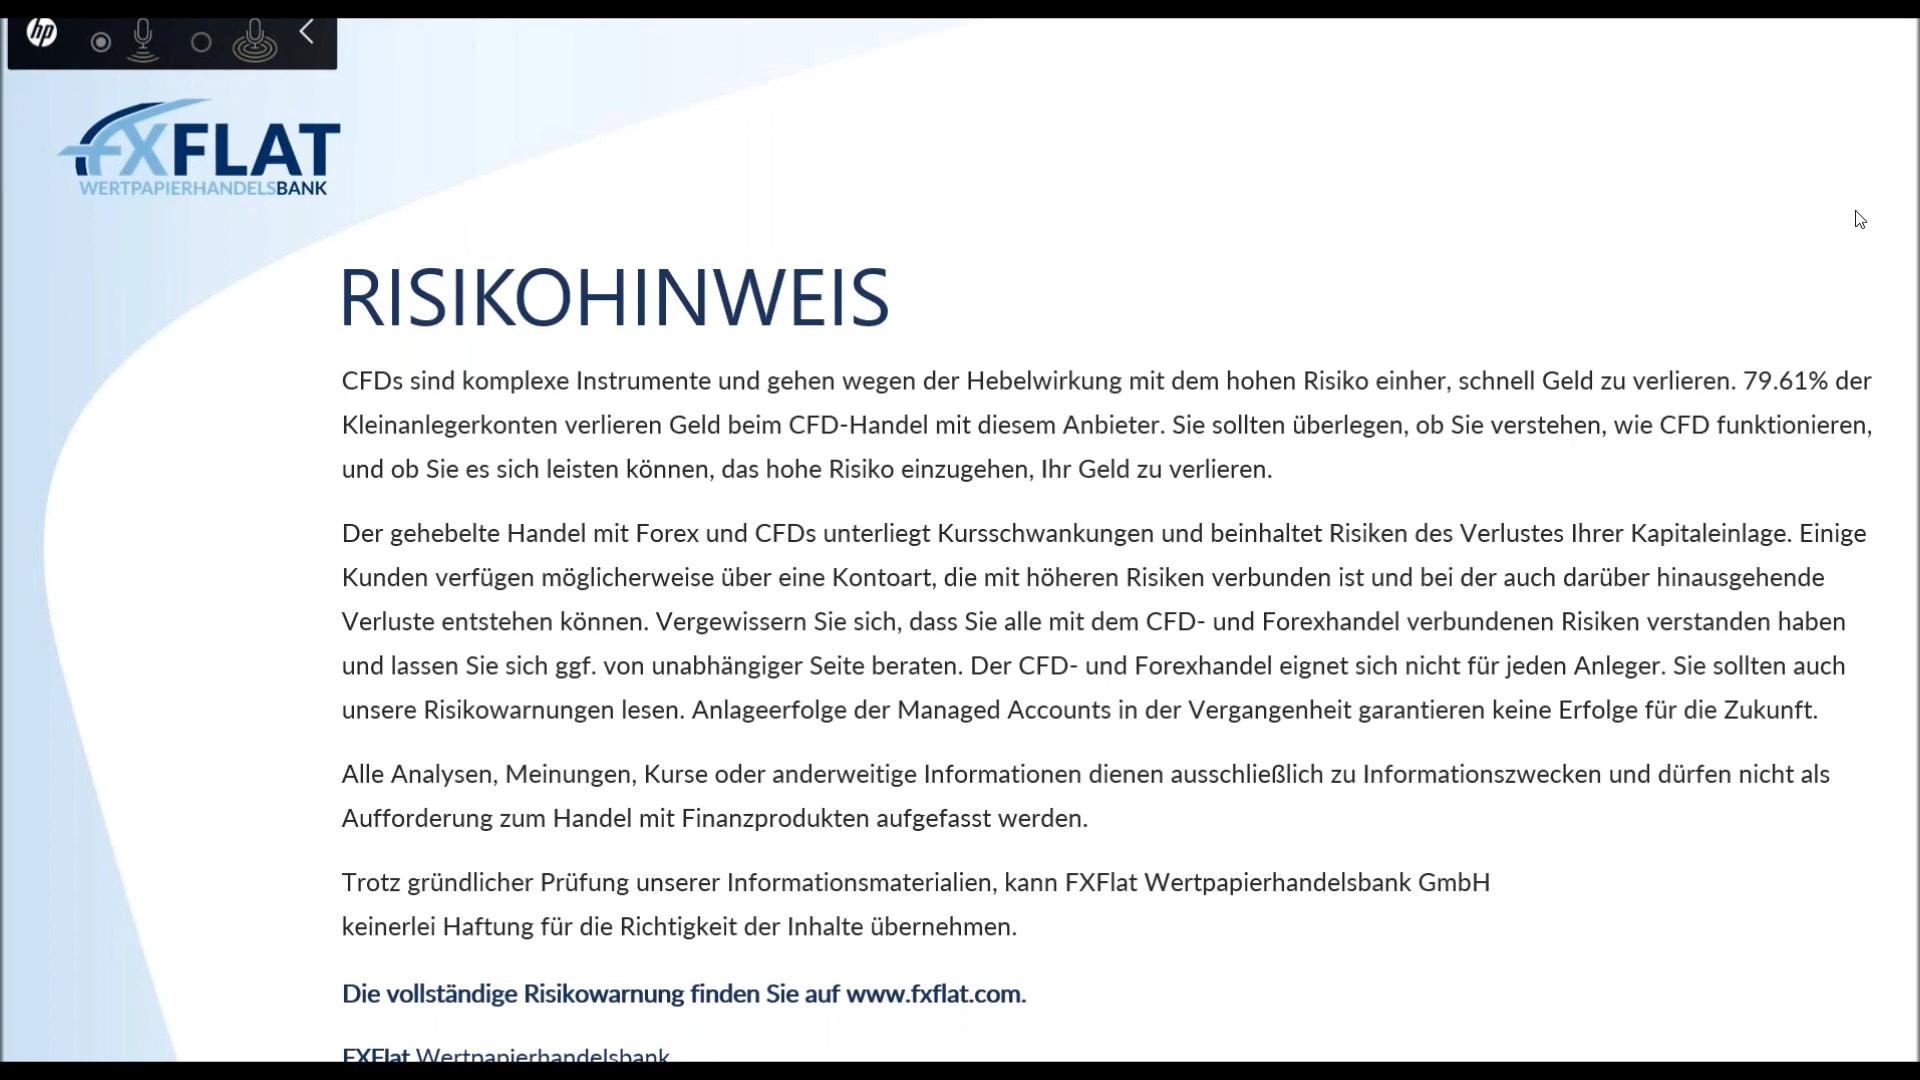 hp
FXFLAT
WERTPAPIERHANDELSBANK
RISIKOHINWEIS
CFDs sind komplexe Instrumente und gehen wegen der Hebelwirkung mit dem hohen Risiko einher, schnell Geld zu verlieren. 79.61% der
Kleinanlegerkonten verlieren Geld beim CFD-Handel mit diesem Anbieter. Sie sollten überlegen, ob Sie verstehen, wie CFD funktionieren,
und ob Sie es sich leisten können, das hohe Risiko einzugehen, Ihr Geld zu verlieren.
Der gehebelte Handel mit Forex und CFDs unterliegt Kursschwankungen und beinhaltet Risiken des Verlustes Ihrer Kapitaleinlage. Einige
Kunden verfügen möglicherweise über eine Kontoart, die mit höheren Risiken verbunden ist und bei der auch darüber hinausgehende
Verluste entstehen können. Vergewissern Sie sich, dass Sie alle mit dem CFD- und Forexhandel verbundenen Risiken verstanden haben
und lassen Sie sich ggf. von unabhängiger Seite beraten. Der CFD- und Forexhandel eignet sich nicht für jeden Anleger. Sie sollten auch
unsere Risikowarnungen lesen. Anlageerfolge der Managed Accounts in der Vergangenheit garantieren keine Erfolge für die Zukunft.
Alle Analysen, Meinungen, Kurse oder anderweitige Informationen dienen ausschließlich zu Informationszwecken und dürfen nicht als
Aufforderung zum Handel mit Finanzprodukten aufgefasst werden.
Trotz gründlicher Prüfung unserer Informationsmaterialien, kann FXFlat Wertpapierhandelsbank GmbH
keinerlei Haftung für die Richtigkeit der Inhalte übernehmen.
Die vollständige Risikowarnung finden Sie auf www.fxflat.com.
FXFlat Wertpapierhandelsbank